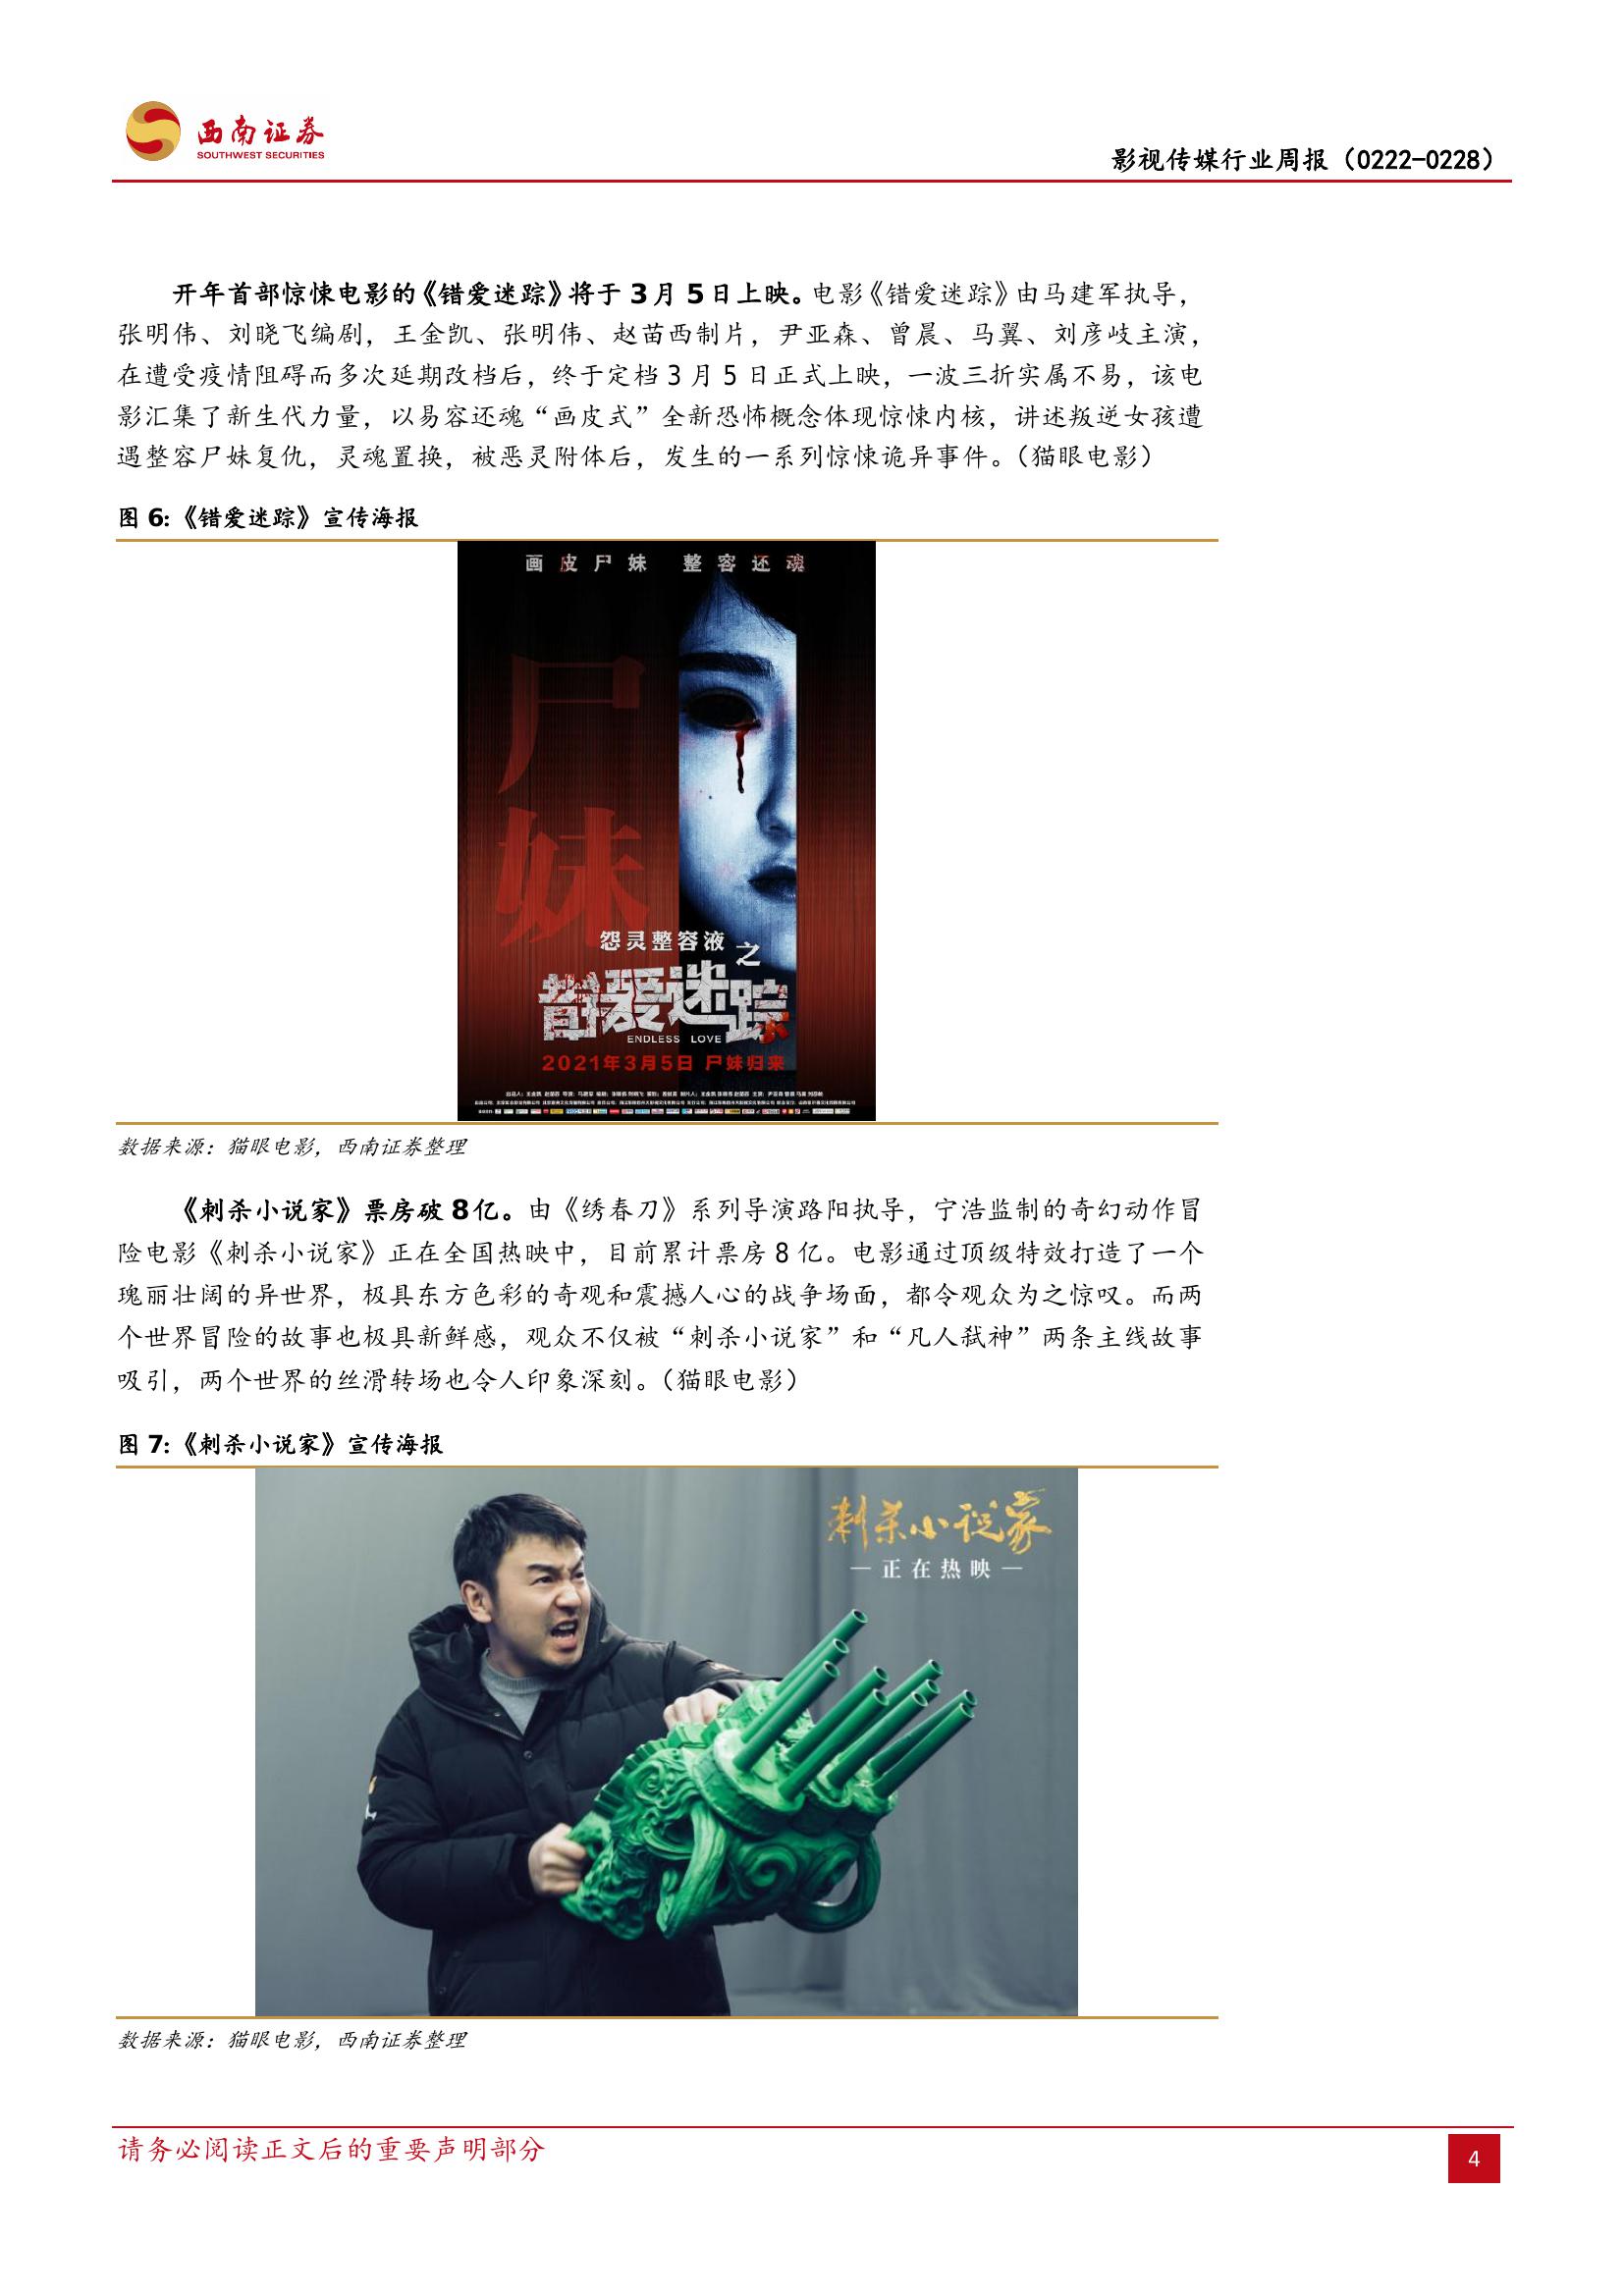 西南证券
SOUTHWEST SECURITIES
影视传媒行业周报（0222-0228）
开年首部惊悚电影的《错爱迷踪》将于 3 月 5 日上映。电影《错爱迷踪》由马建军执导，
张明伟、刘晓飞编剧，王金凯、张明伟、赵苗西制片，尹亚森、曾晨、马翼、刘彦岐主演，
在遭受疫情阻碍而多次延期改档后，终于定档 3 月 5 日正式上映，一波三折实属不易，该电
影汇集了新生代力量，以易容还魂“画皮式”全新恐怖概念体现惊悚内核，讲述叛逆女孩遭
遇整容尸妹复仇，灵魂置换，被恶灵附体后，发生的一系列惊悚诡异事件。（猫眼电影）
图 6:《错爱迷踪》宣传海报
画皮尸妹 整容还魂
尸
妹
怨灵整容液 之
错爱迷踪
ENDLESS LOVE
2021年3月5日 尸妹归来
数据来源：猫眼电影，西南证券整理
《刺杀小说家》票房破 8 亿。由《绣春刀》系列导演路阳执导，宁浩监制的奇幻动作冒
险电影《刺杀小说家》正在全国热映中，目前累计票房 8 亿。电影通过顶级特效打造了一个
瑰丽壮阔的异世界，极具东方色彩的奇观和震撼人心的战争场面，都令观众为之惊叹。而两
个世界冒险的故事也极具新鲜感，观众不仅被“刺杀小说家”和“凡人弑神”两条主线故事
吸引，两个世界的丝滑转场也令人印象深刻。（猫眼电影）
图 7:《刺杀小说家》宣传海报
刺杀小说家
— 正在热映 —
数据来源：猫眼电影，西南证券整理
请务必阅读正文后的重要声明部分
4